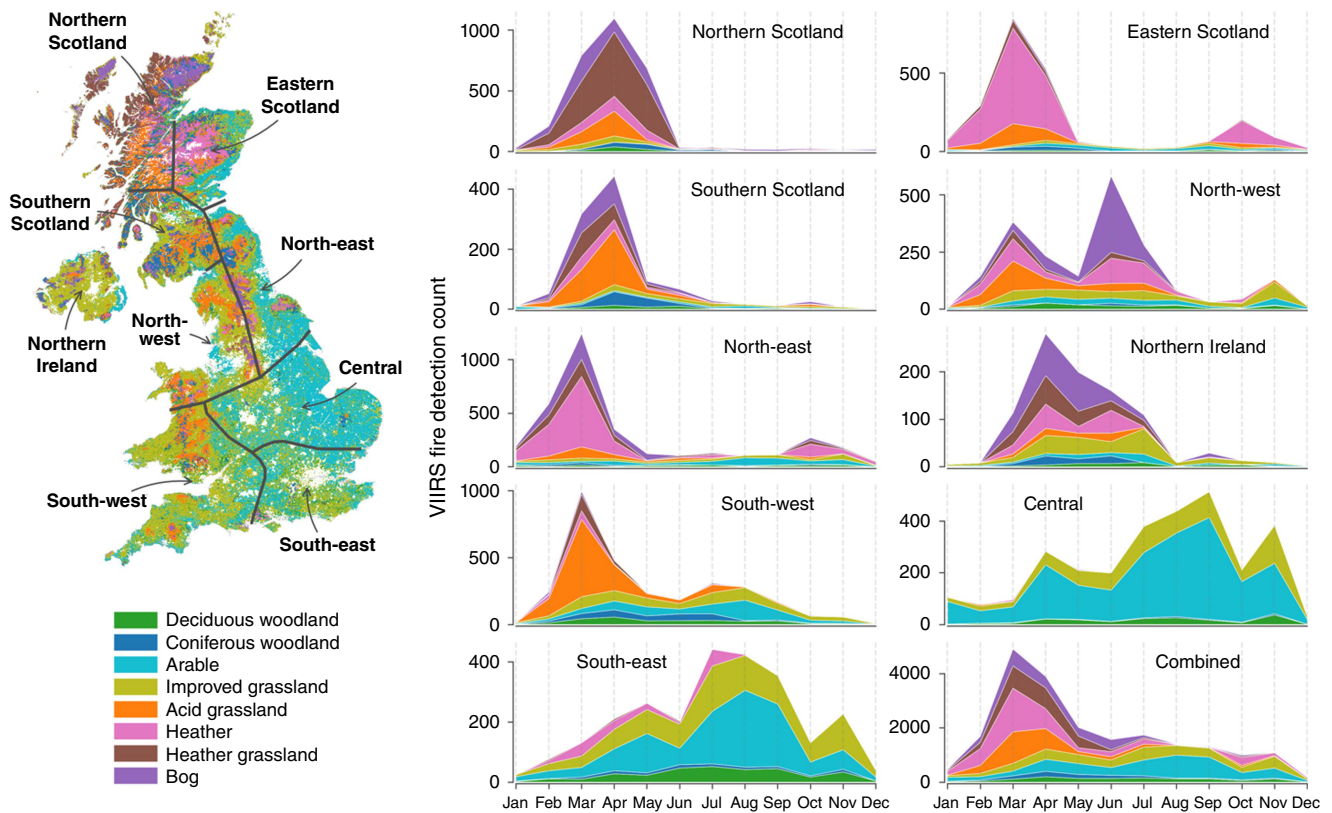 Northern
Scotland
Eastern
Scotland
Southern
Scotland
North-east
Northern
Ireland
North-
west
Central
South-west
South-east
Deciduous woodland
Coniferous woodland
Arable
Improved grassland
Acid grassland
Heather
Heather grassland
Bog
VIIRS fire detection count
Northern Scotland
1000
500
0
Eastern Scotland
500
0
Southern Scotland
400
200
0
North-west
500
250
0
North-east
1000
500
0
Northern Ireland
200
100
0
South-west
1000
500
0
Central
400
200
0
South-east
400
200
0
Jan Feb Mar Apr May Jun Jul Aug Sep Oct Nov Dec
Combined
4000
2000
0
Jan Feb Mar Apr May Jun Jul Aug Sep Oct Nov Dec